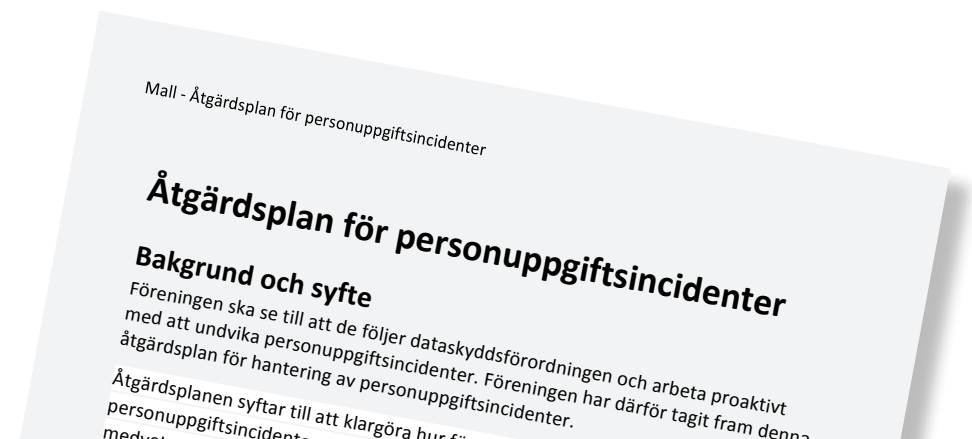 Mall - Åtgärdsplan för personuppgiftsincidenter
Åtgärdsplan för personuppgiftsincidenter
Bakgrund och syfte
Föreningen ska se till att de följer dataskyddsförordningen och arbeta proaktivt
med att undvika personuppgiftsincidenter. Föreningen har därför tagit fram denna
åtgärdsplan för hantering av personuppgiftsincidenter.
Åtgärdsplanen syftar till att klargöra hur